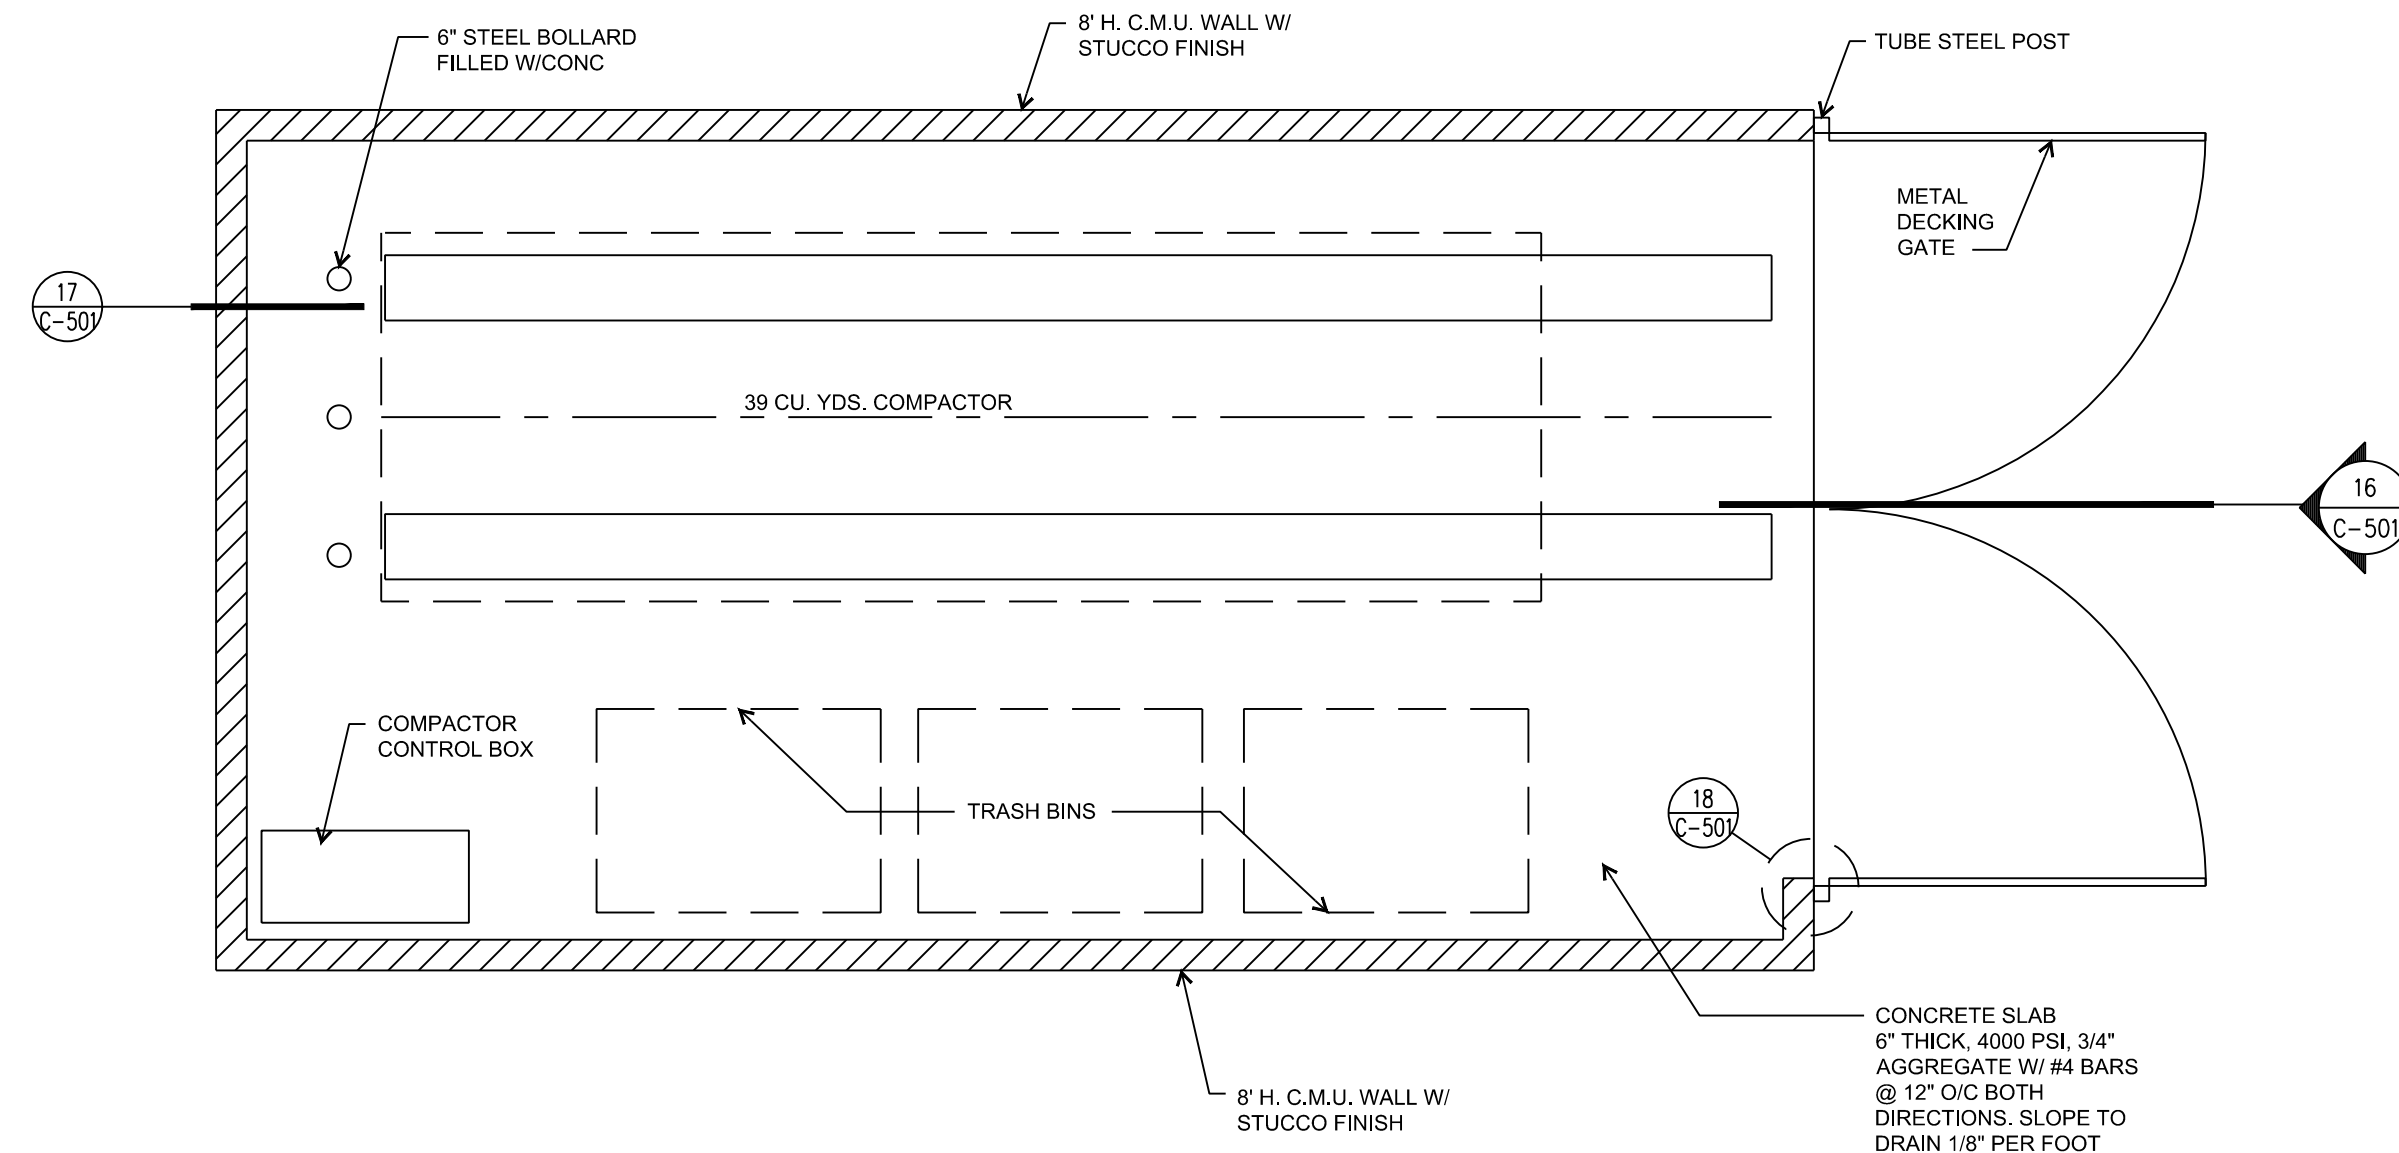 6" STEEL BOLLARD
FILLED W/CONC
8' H. C.M.U. WALL W/
STUCCO FINISH
TUBE STEEL POST
METAL
DECKING
GATE
17
C-501
39 CU. YDS. COMPACTOR
16
C-501
COMPACTOR
CONTROL BOX
TRASH BINS
18
C-501
CONCRETE SLAB
6" THICK, 4000 PSI, 3/4"
AGGREGATE W/ #4 BARS
@ 12" O/C BOTH
DIRECTIONS. SLOPE TO
DRAIN 1/8" PER FOOT
8' H. C.M.U. WALL W/
STUCCO FINISH